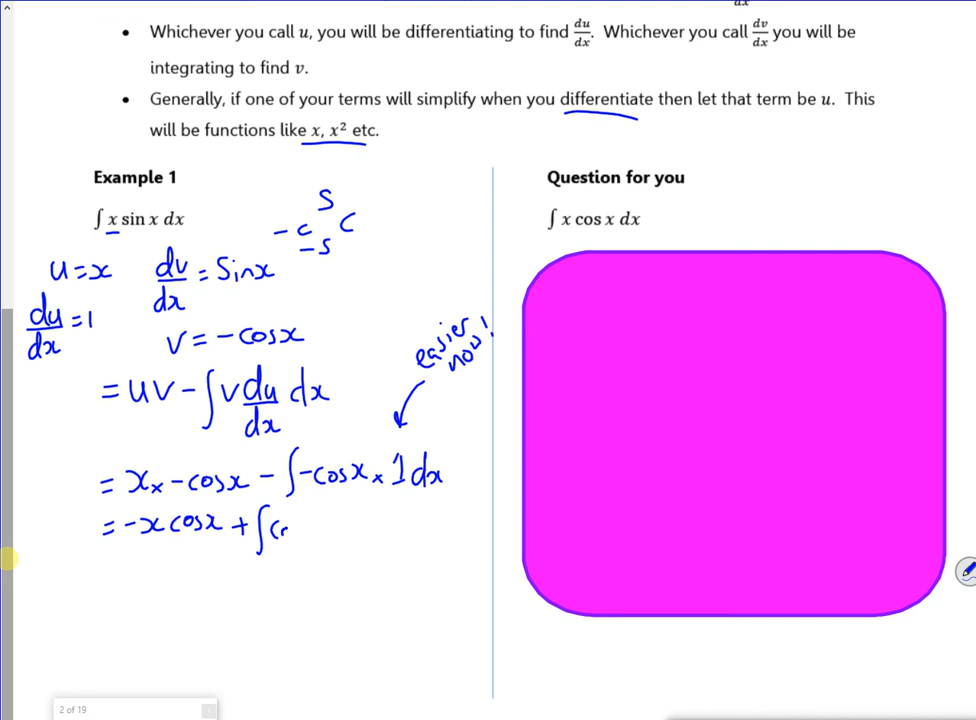 • Whichever you call u, you will be differentiating to find du/dx. Whichever you call dv/dx you will be
integrating to find v.
• Generally, if one of your terms will simplify when you differentiate then let that term be u. This
will be functions like x, x² etc.
Example 1
∫ x sin x dx
S
-C C
-S
u=x dv/dx = Sinx
du/dx = 1
v = -cosx
= uv - ∫v du/dx dx
easier
now!
= x × -cosx - ∫-cosx × 1 dx
= -x cosx + ∫
Question for you
∫ x cos x dx
2 of 19